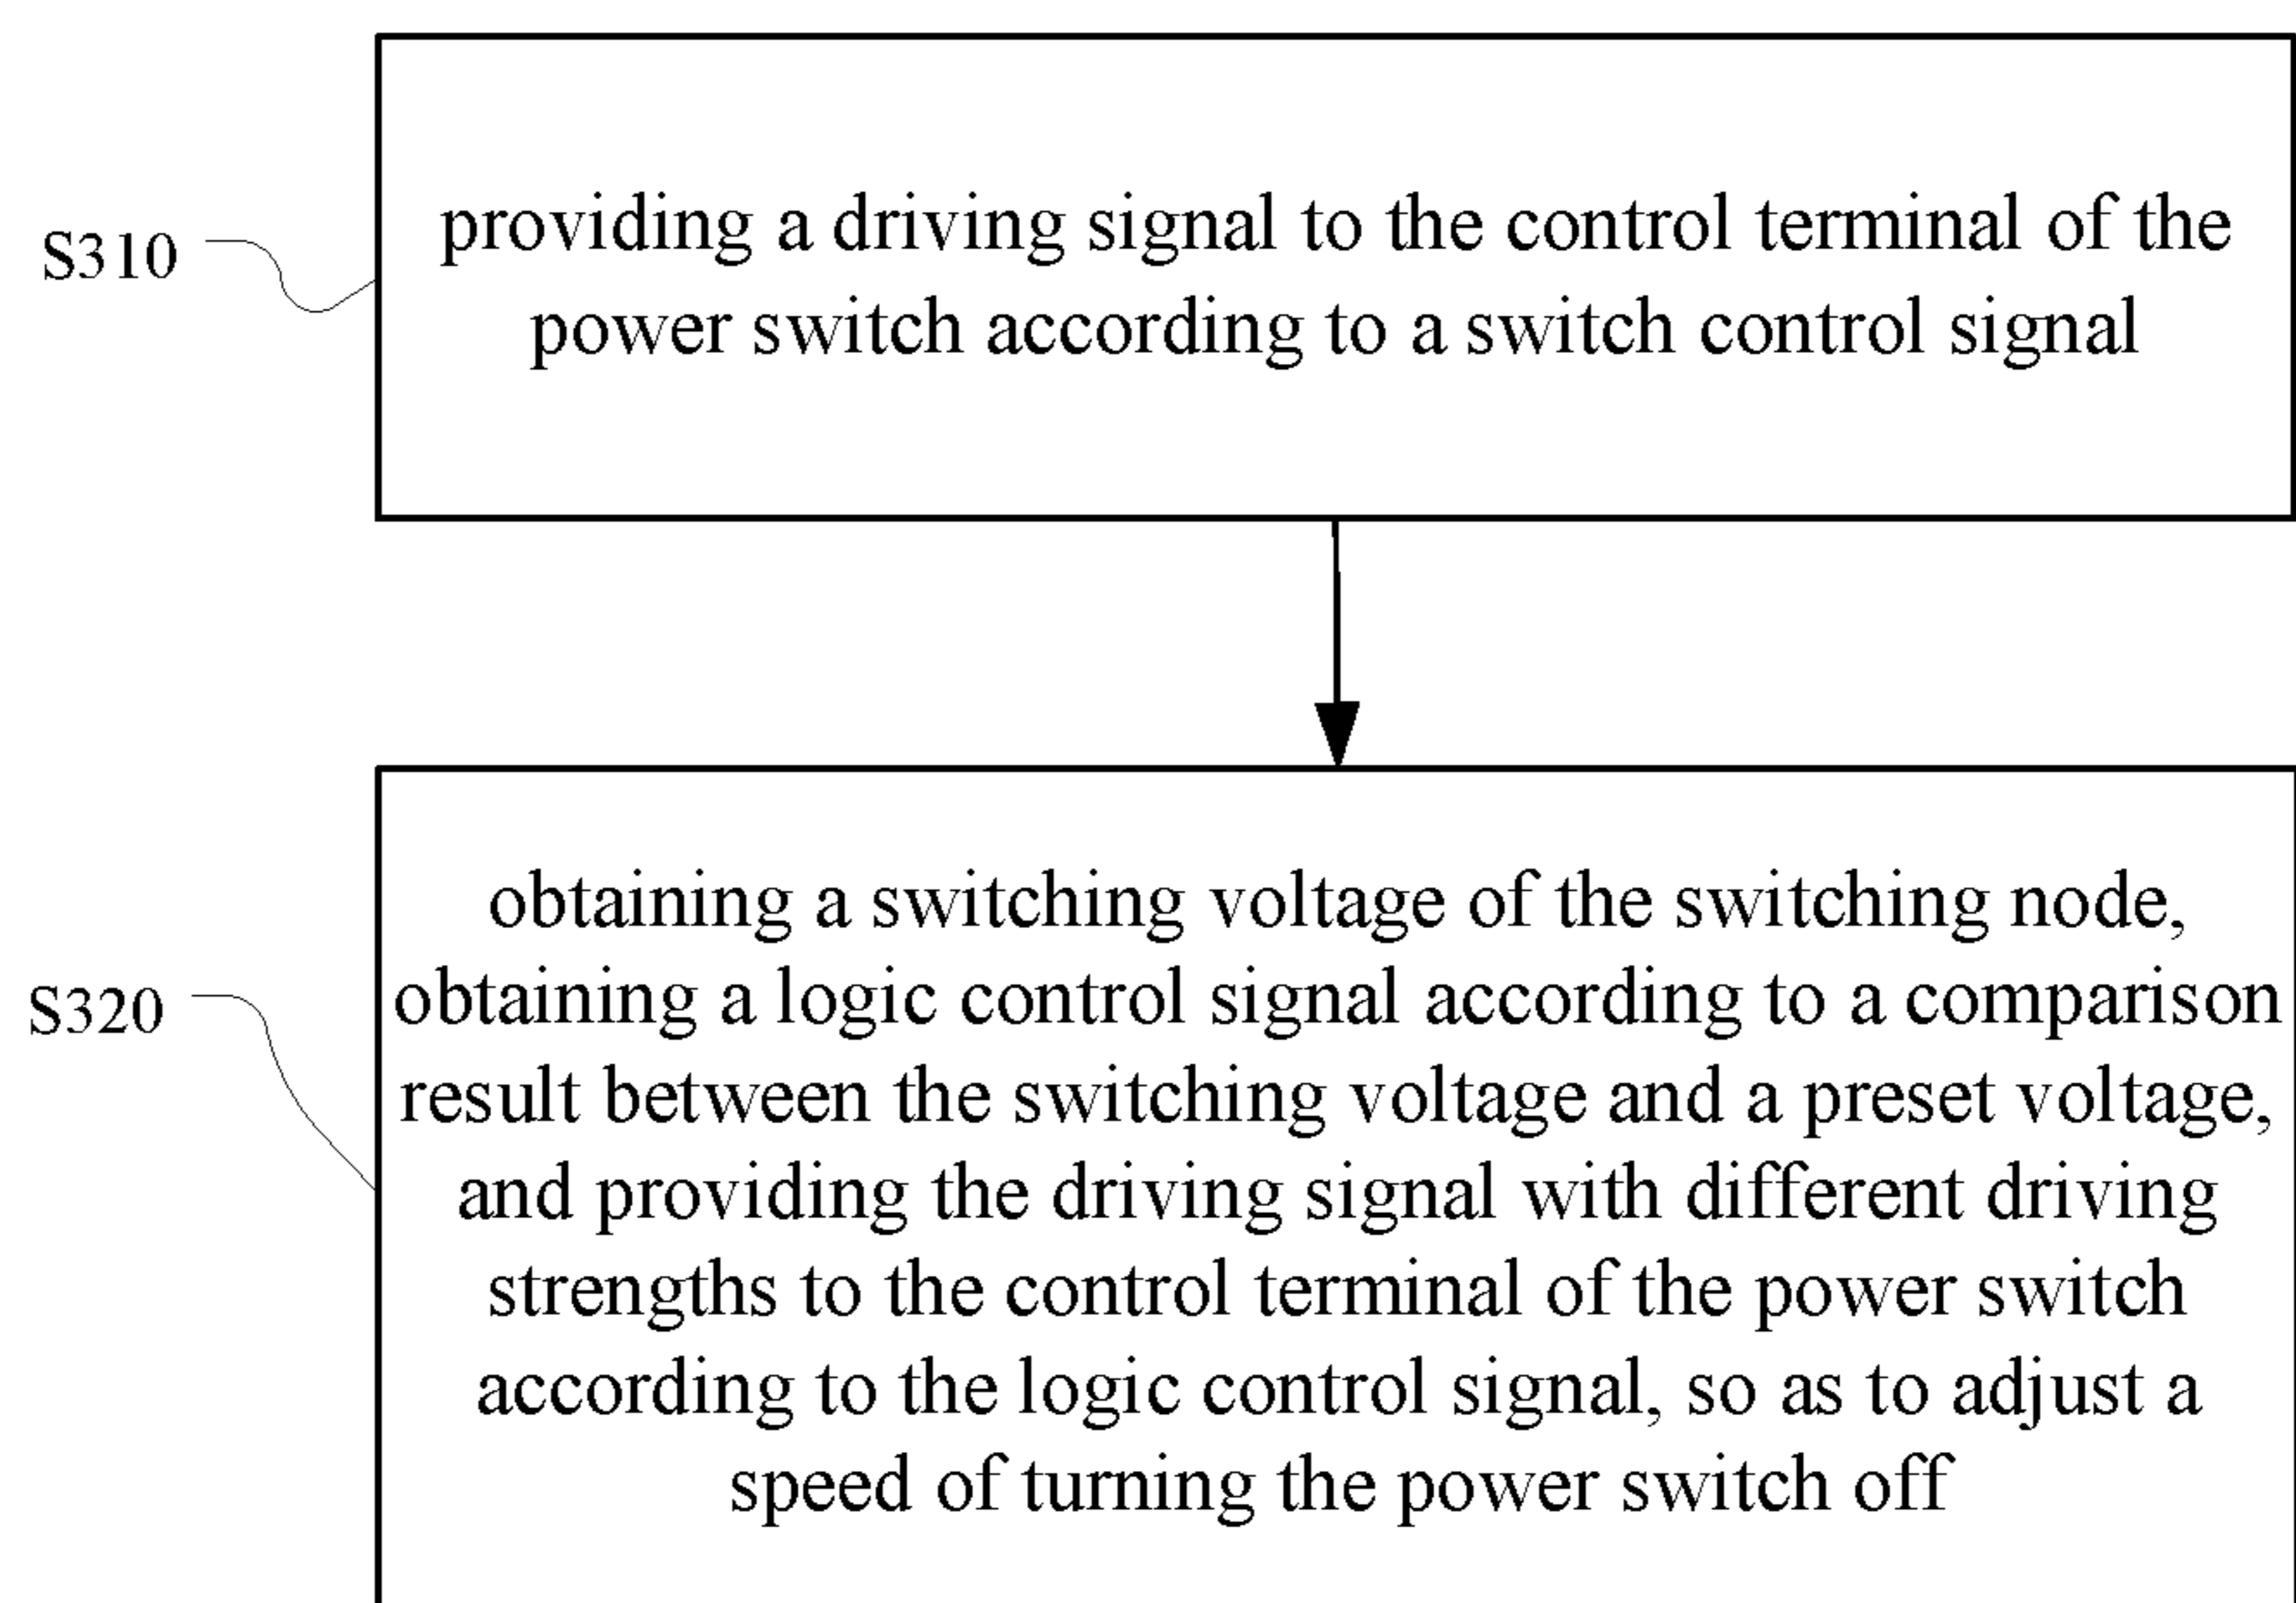 S310
providing a driving signal to the control terminal of the
power switch according to a switch control signal
S320
obtaining a switching voltage of the switching node,
obtaining a logic control signal according to a comparison
result between the switching voltage and a preset voltage,
and providing the driving signal with different driving
strengths to the control terminal of the power switch
according to the logic control signal, so as to adjust a
speed of turning the power switch off